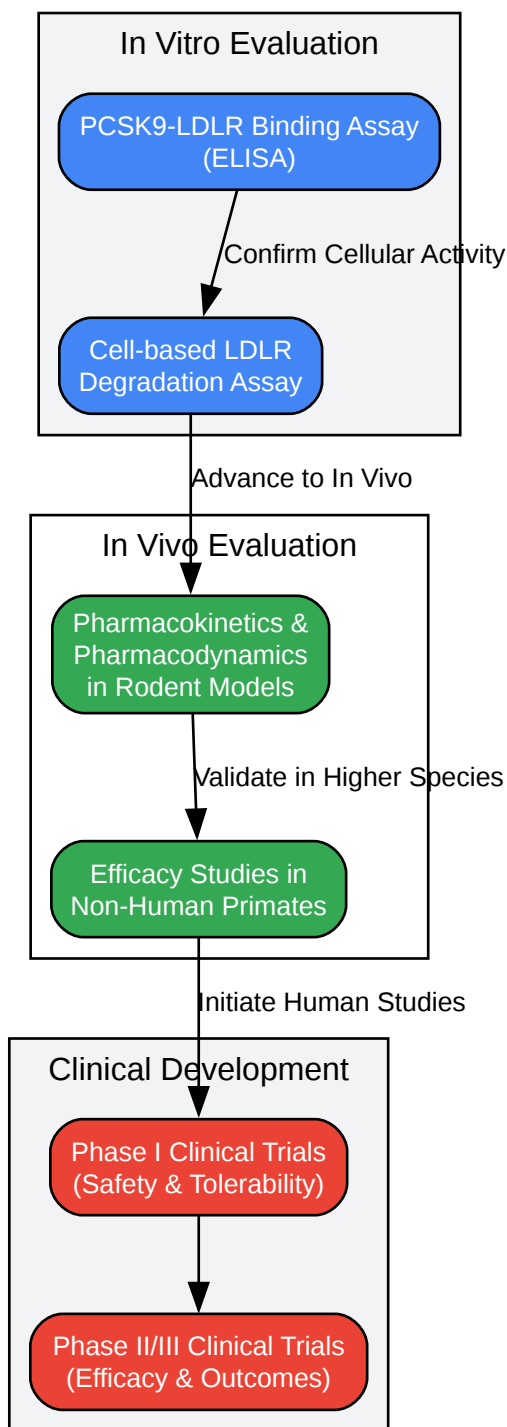 In Vitro Evaluation
PCSK9-LDLR Binding Assay
(ELISA)
Confirm Cellular Activity
Cell-based LDLR
Degradation Assay
Advance to In Vivo
In Vivo Evaluation
Pharmacokinetics &
Pharmacodynamics
in Rodent Models
Validate in Higher Species
Efficacy Studies in
Non-Human Primates
Initiate Human Studies
Clinical Development
Phase I Clinical Trials
(Safety & Tolerability)
Phase II/III Clinical Trials
(Efficacy & Outcomes)